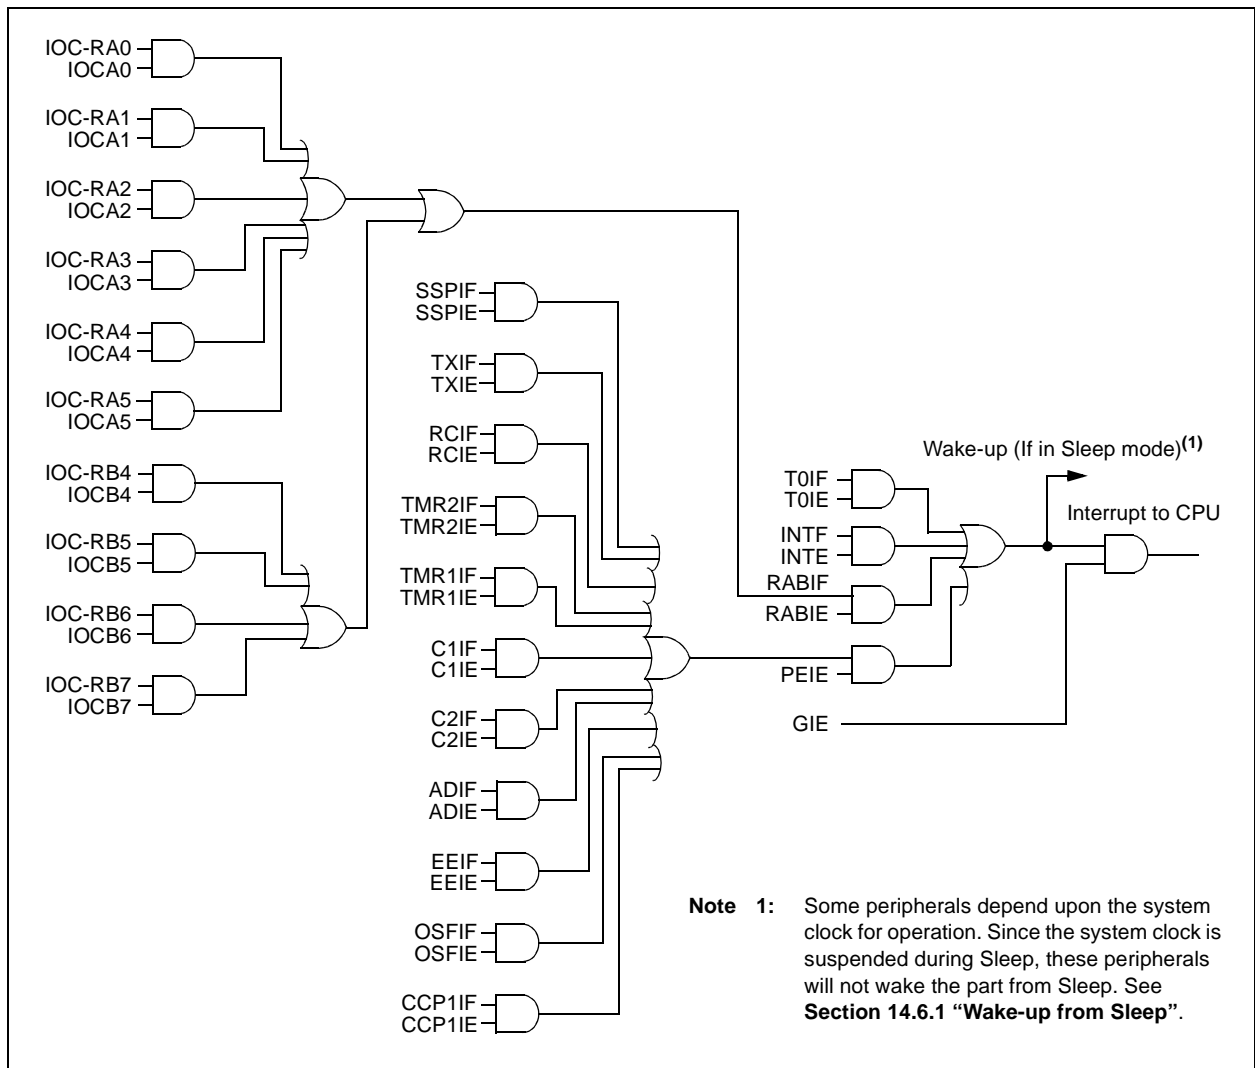 IOC-RA0
IOCA0
IOC-RA1
IOCA1
IOC-RA2
IOCA2
IOC-RA3
IOCA3
IOC-RA4
IOCA4
IOC-RA5
IOCA5
IOC-RB4
IOCB4
IOC-RB5
IOCB5
IOC-RB6
IOCB6
IOC-RB7
IOCB7
SSPIF
SSPIE
TXIF
TXIE
RCIF
RCIE
TMR2IF
TMR2IE
TMR1IF
TMR1IE
C1IF
C1IE
C2IF
C2IE
ADIF
ADIE
EEIF
EEIE
OSFIF
OSFIE
CCP1IF
CCP1IE
Wake-up (If in Sleep mode)(1)
T0IF
T0IE
Interrupt to CPU
INTF
INTE
RABIF
RABIE
PEIE
GIE
Note 1: Some peripherals depend upon the system
clock for operation. Since the system clock is
suspended during Sleep, these peripherals
will not wake the part from Sleep. See
Section 14.6.1 “Wake-up from Sleep”.